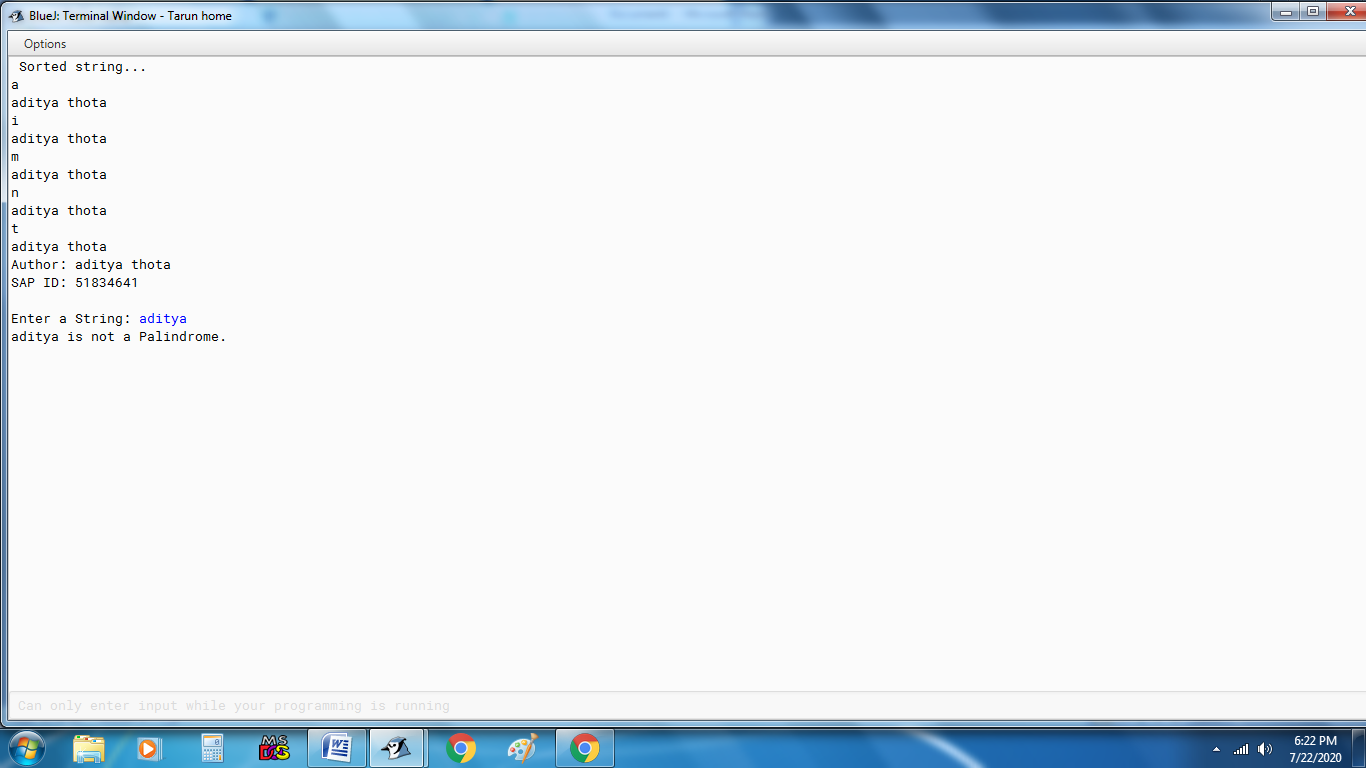 BlueJ: Terminal Window - Tarun home
Options
Sorted string...
a
aditya thota
i
aditya thota
m
aditya thota
n
aditya thota
t
aditya thota
Author: aditya thota
SAP ID: 51834641
Enter a String: aditya
aditya is not a Palindrome.
Can only enter input while your programming is running
MS
DOS
W
6:22 PM
7/22/2020